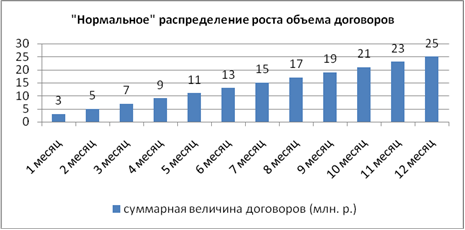 "Нормальное" распределение роста объема договоров
30
25
20
15
10
5
0
3
5
7
9
11
13
15
17
19
21
23
25
1 месяц
2 месяц
3 месяц
4 месяц
5 месяц
6 месяц
7 месяц
8 месяц
9 месяц
10 месяц
11 месяц
12 месяц
суммарная величина договоров (млн. р.)